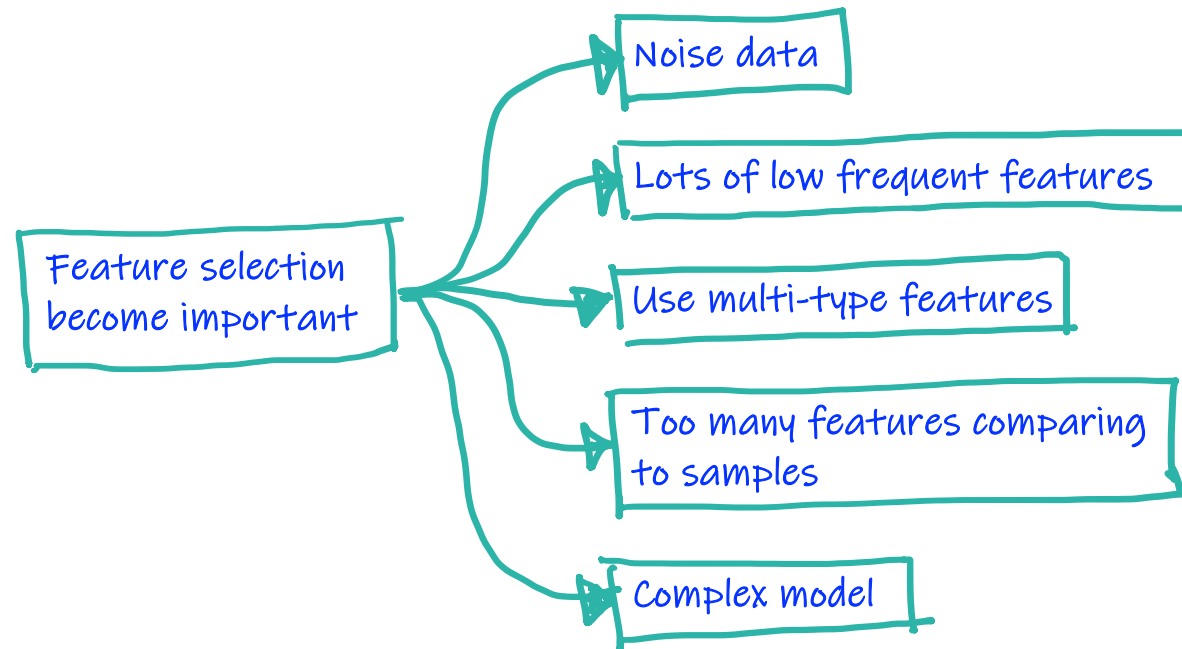 Noise data
Lots of low frequent features
Feature selection
become important
Use multi-type features
Too many features comparing
to samples
Complex model